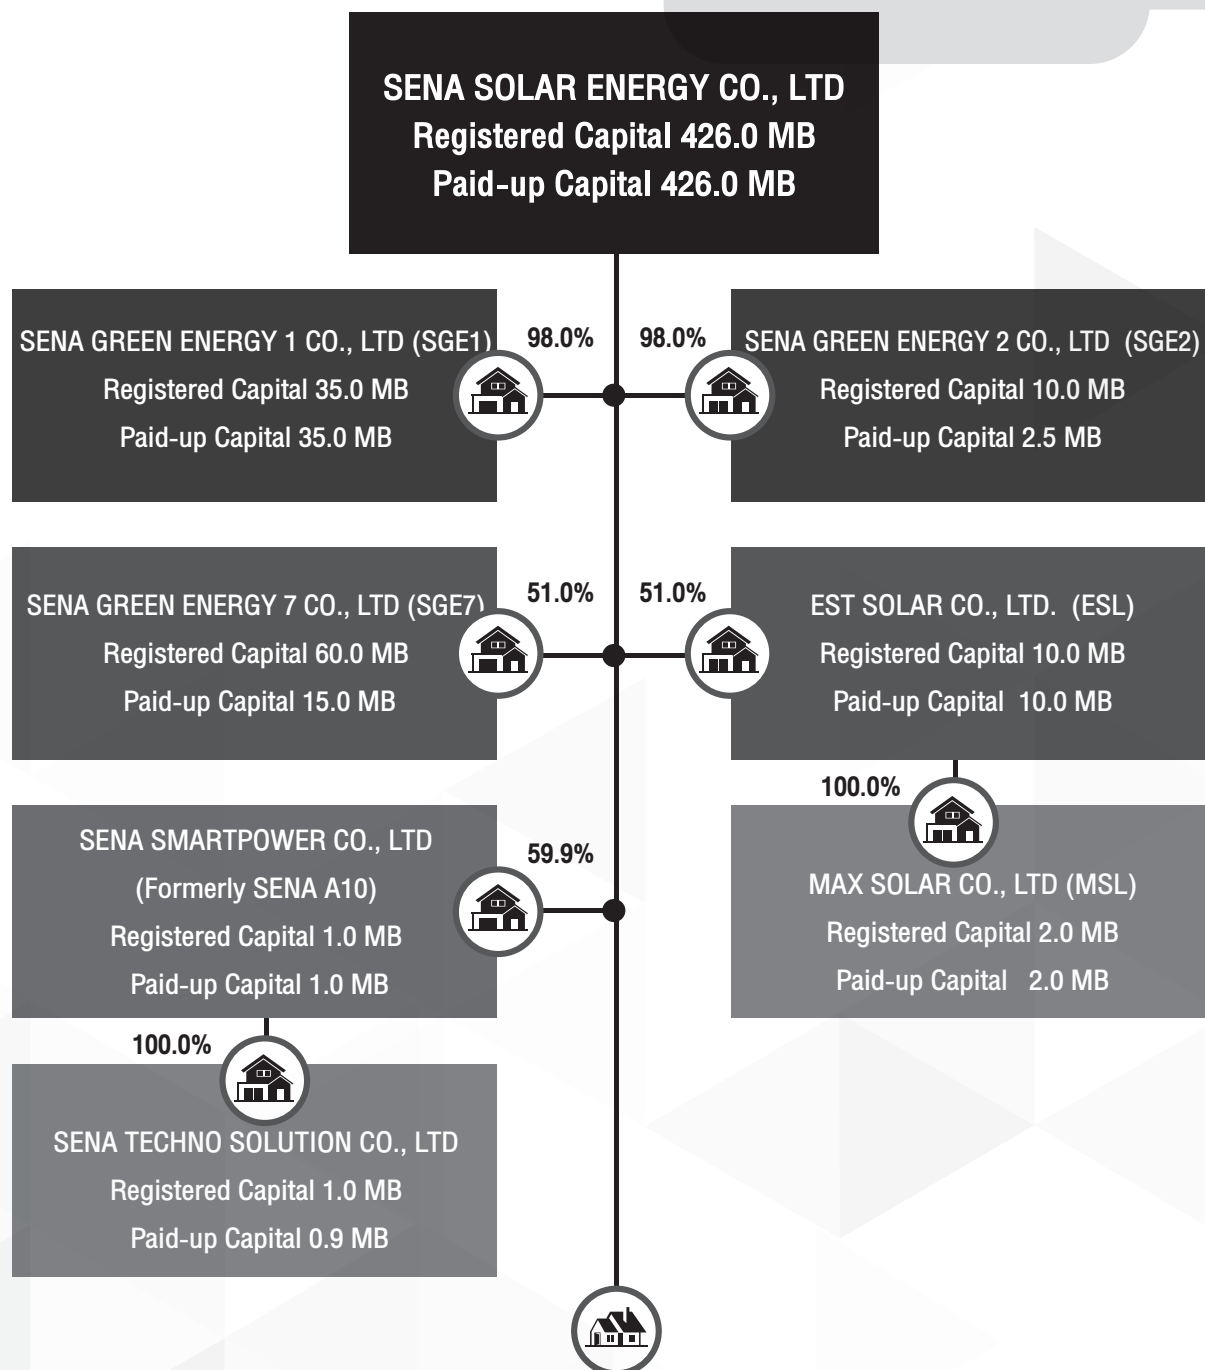 SENA SOLAR ENERGY CO., LTD
Registered Capital 426.0 MB
Paid-up Capital 426.0 MB
SENA GREEN ENERGY 1 CO., LTD (SGE1)
Registered Capital 35.0 MB
Paid-up Capital 35.0 MB
98.0%
98.0%
SENA GREEN ENERGY 2 CO., LTD (SGE2)
Registered Capital 10.0 MB
Paid-up Capital 2.5 MB
SENA GREEN ENERGY 7 CO., LTD (SGE7)
Registered Capital 60.0 MB
Paid-up Capital 15.0 MB
51.0%
51.0%
EST SOLAR CO., LTD. (ESL)
Registered Capital 10.0 MB
Paid-up Capital 10.0 MB
100.0%
MAX SOLAR CO., LTD (MSL)
Registered Capital 2.0 MB
Paid-up Capital 2.0 MB
SENA SMARTPOWER CO., LTD
(Formerly SENA A10)
Registered Capital 1.0 MB
Paid-up Capital 1.0 MB
59.9%
100.0%
SENA TECHNO SOLUTION CO., LTD
Registered Capital 1.0 MB
Paid-up Capital 0.9 MB